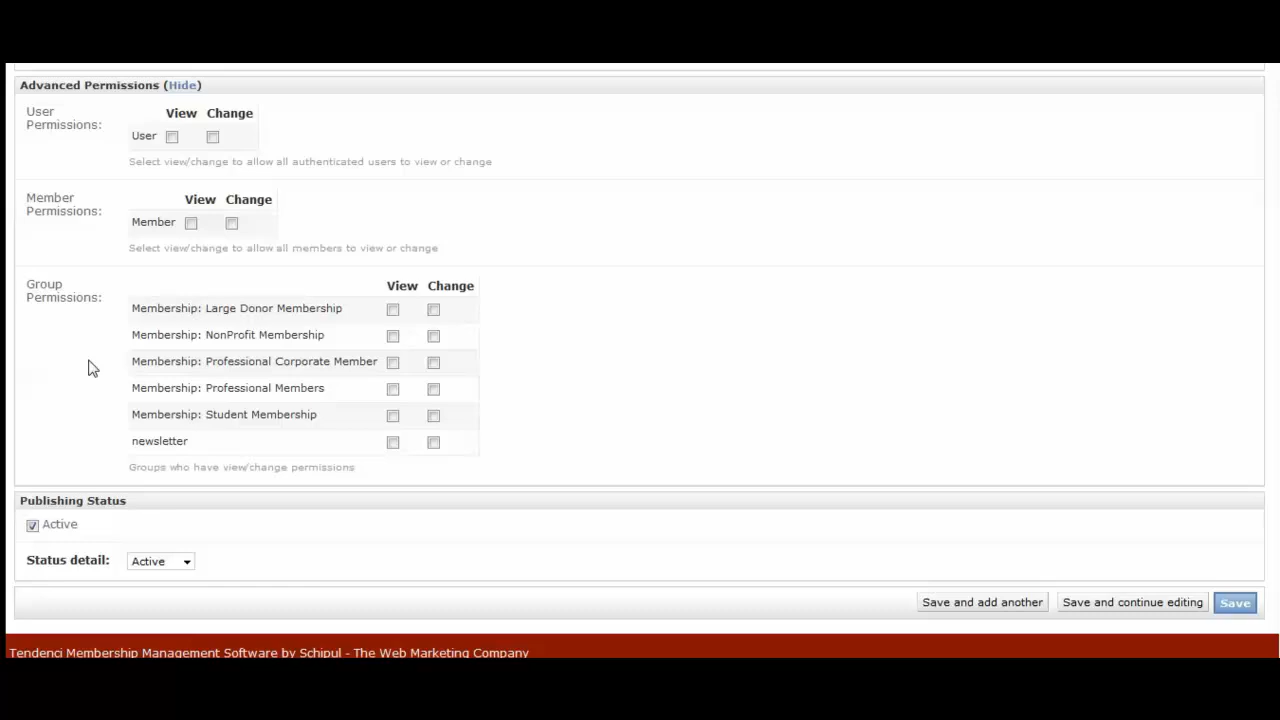 Advanced Permissions (Hide)
User Permissions:
View Change
User
Select view/change to allow all authenticated users to view or change
Member Permissions:
View Change
Member
Select view/change to allow all members to view or change
Group Permissions:
View Change
Membership: Large Donor Membership
Membership: NonProfit Membership
Membership: Professional Corporate Member
Membership: Professional Members
Membership: Student Membership
newsletter
Groups who have view/change permissions
Publishing Status
Active
Status detail: Active
Save and add another Save and continue editing Save
Tendenci Membership Management Software by Schipul - The Web Marketing Company